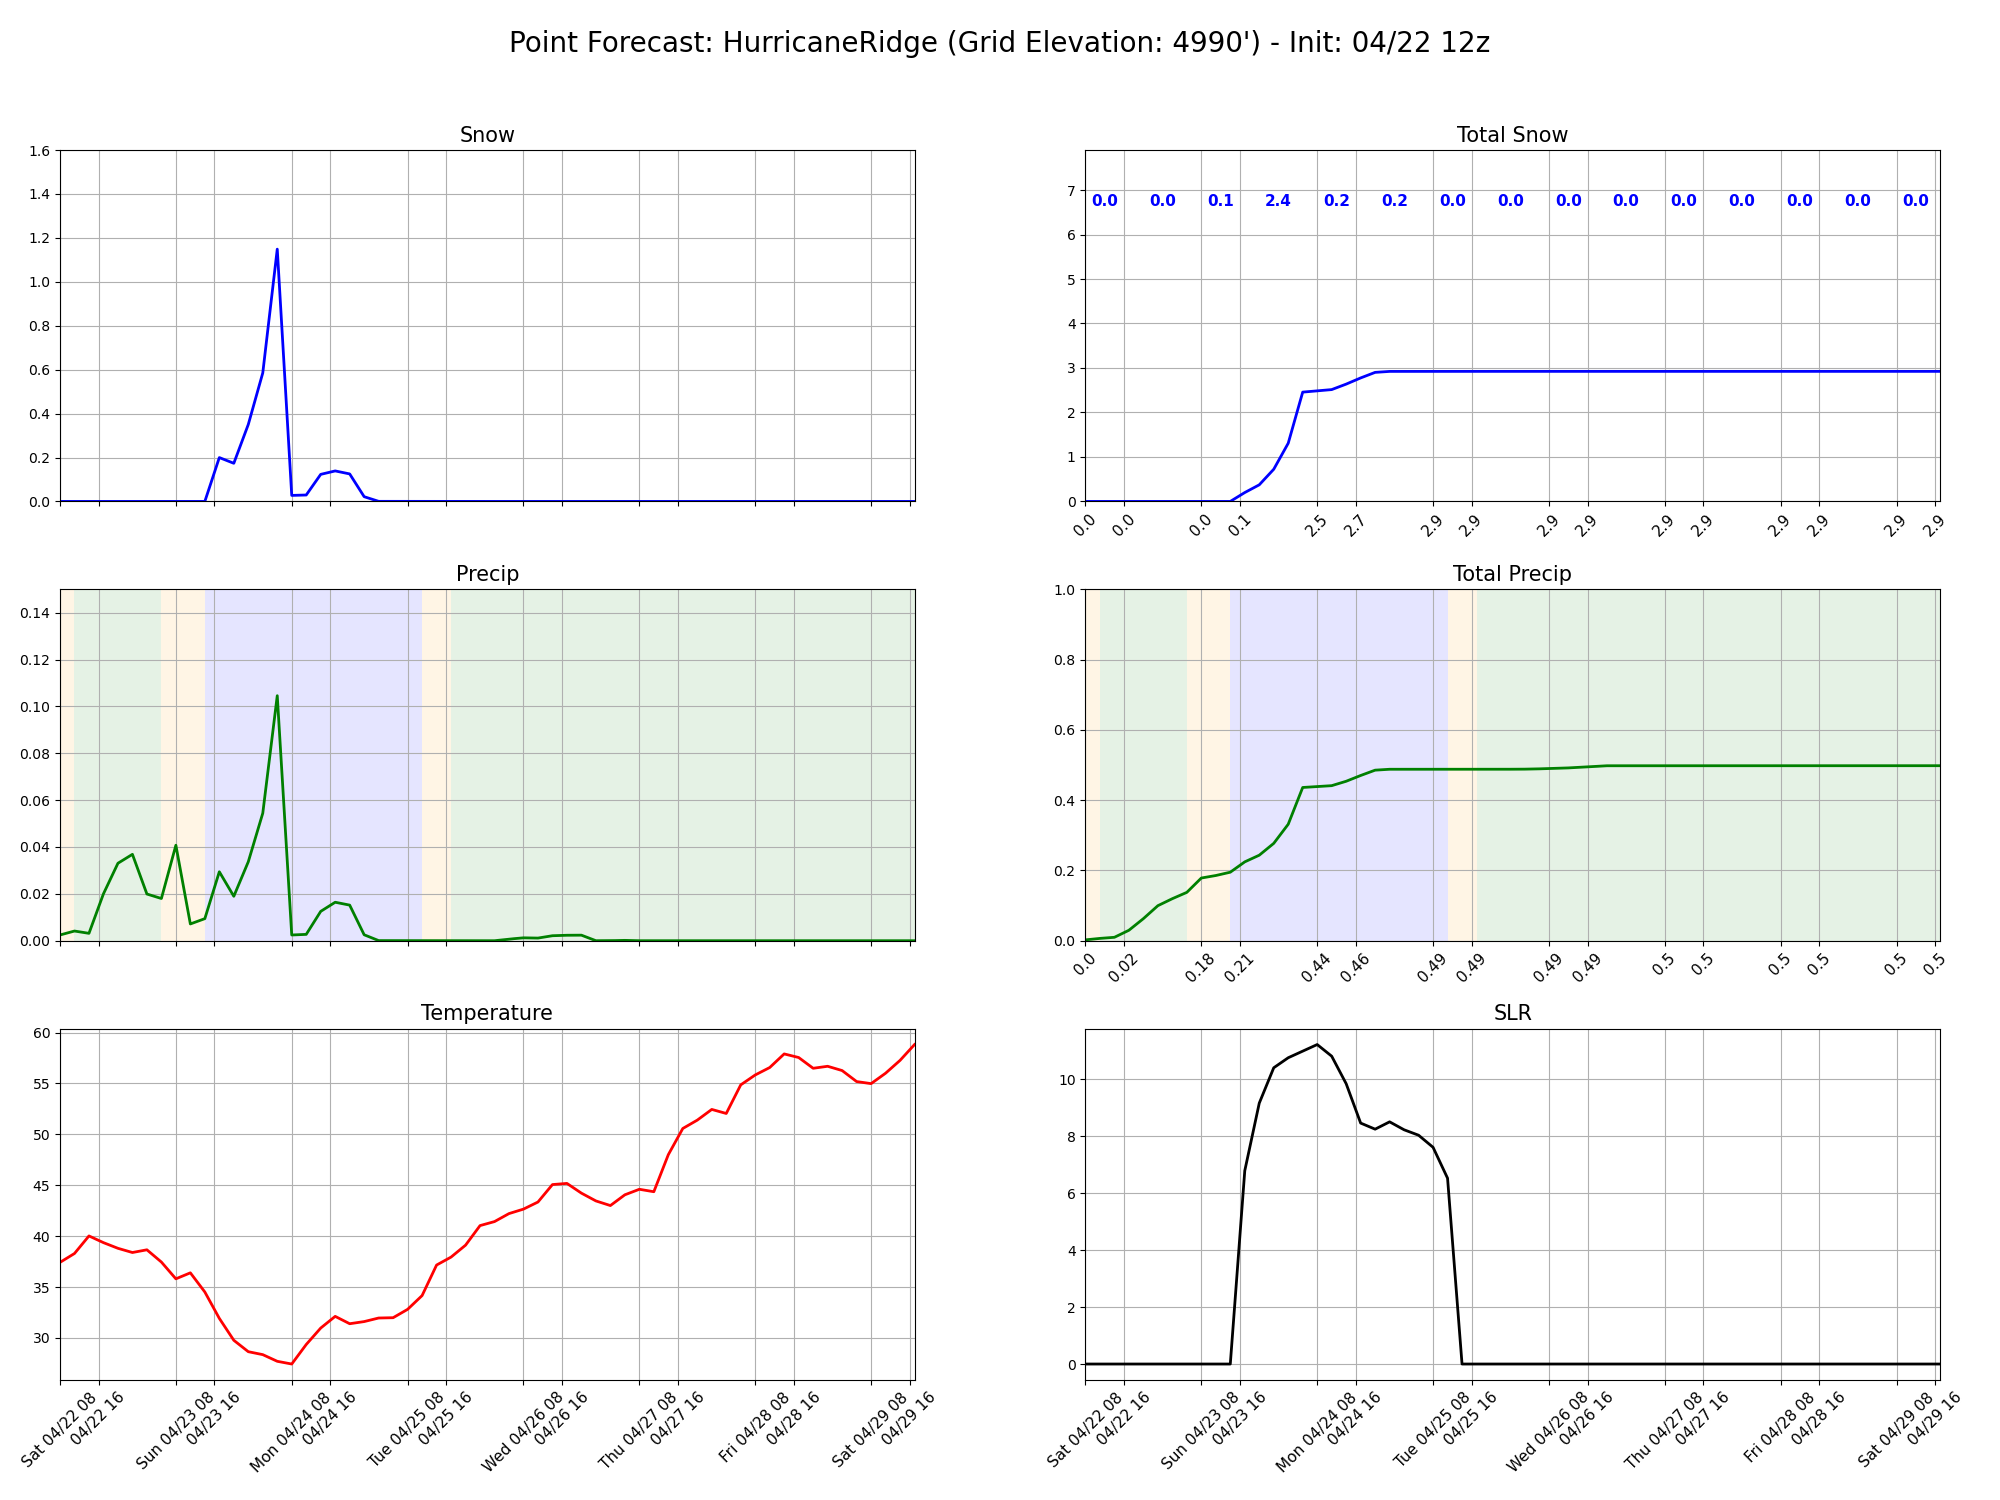 Point Forecast: HurricaneRidge (Grid Elevation: 4990') - Init: 04/22 12z
Snow
1.6
1.4
1.2
1.0
0.8
0.6
0.4
0.2
0.0
Total Snow
7
6
5
4
3
2
1
0
0.0 0.0 0.1 2.4 0.2 0.2 0.0 0.0 0.0 0.0 0.0 0.0 0.0 0.0 0.0
0.0 0.0 0.0 0.1 2.5 2.7 2.9 2.9 2.9 2.9 2.9 2.9 2.9 2.9 2.9 2.9
Precip
0.14
0.12
0.10
0.08
0.06
0.04
0.02
0.00
Total Precip
1.0
0.8
0.6
0.4
0.2
0.0
0.0 0.02 0.18 0.21 0.44 0.46 0.49 0.49 0.49 0.49 0.5 0.5 0.5 0.5 0.5 0.5
Temperature
60
55
50
45
40
35
30
Sat 04/22 08
04/22 16
Sun 04/23 08
04/23 16
Mon 04/24 08
04/24 16
Tue 04/25 08
04/25 16
Wed 04/26 08
04/26 16
Thu 04/27 08
04/27 16
Fri 04/28 08
04/28 16
Sat 04/29 08
04/29 16
SLR
10
8
6
4
2
0
Sat 04/22 08
04/22 16
Sun 04/23 08
04/23 16
Mon 04/24 08
04/24 16
Tue 04/25 08
04/25 16
Wed 04/26 08
04/26 16
Thu 04/27 08
04/27 16
Fri 04/28 08
04/28 16
Sat 04/29 08
04/29 16